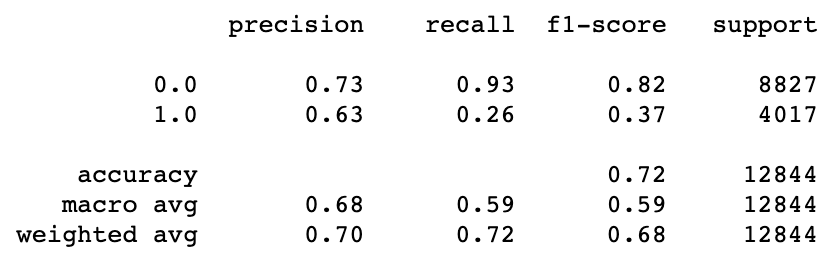 precision recall f1-score support
0.0 0.73 0.93 0.82 8827
1.0 0.63 0.26 0.37 4017
accuracy 0.72 12844
macro avg 0.68 0.59 0.59 12844
weighted avg 0.70 0.72 0.68 12844